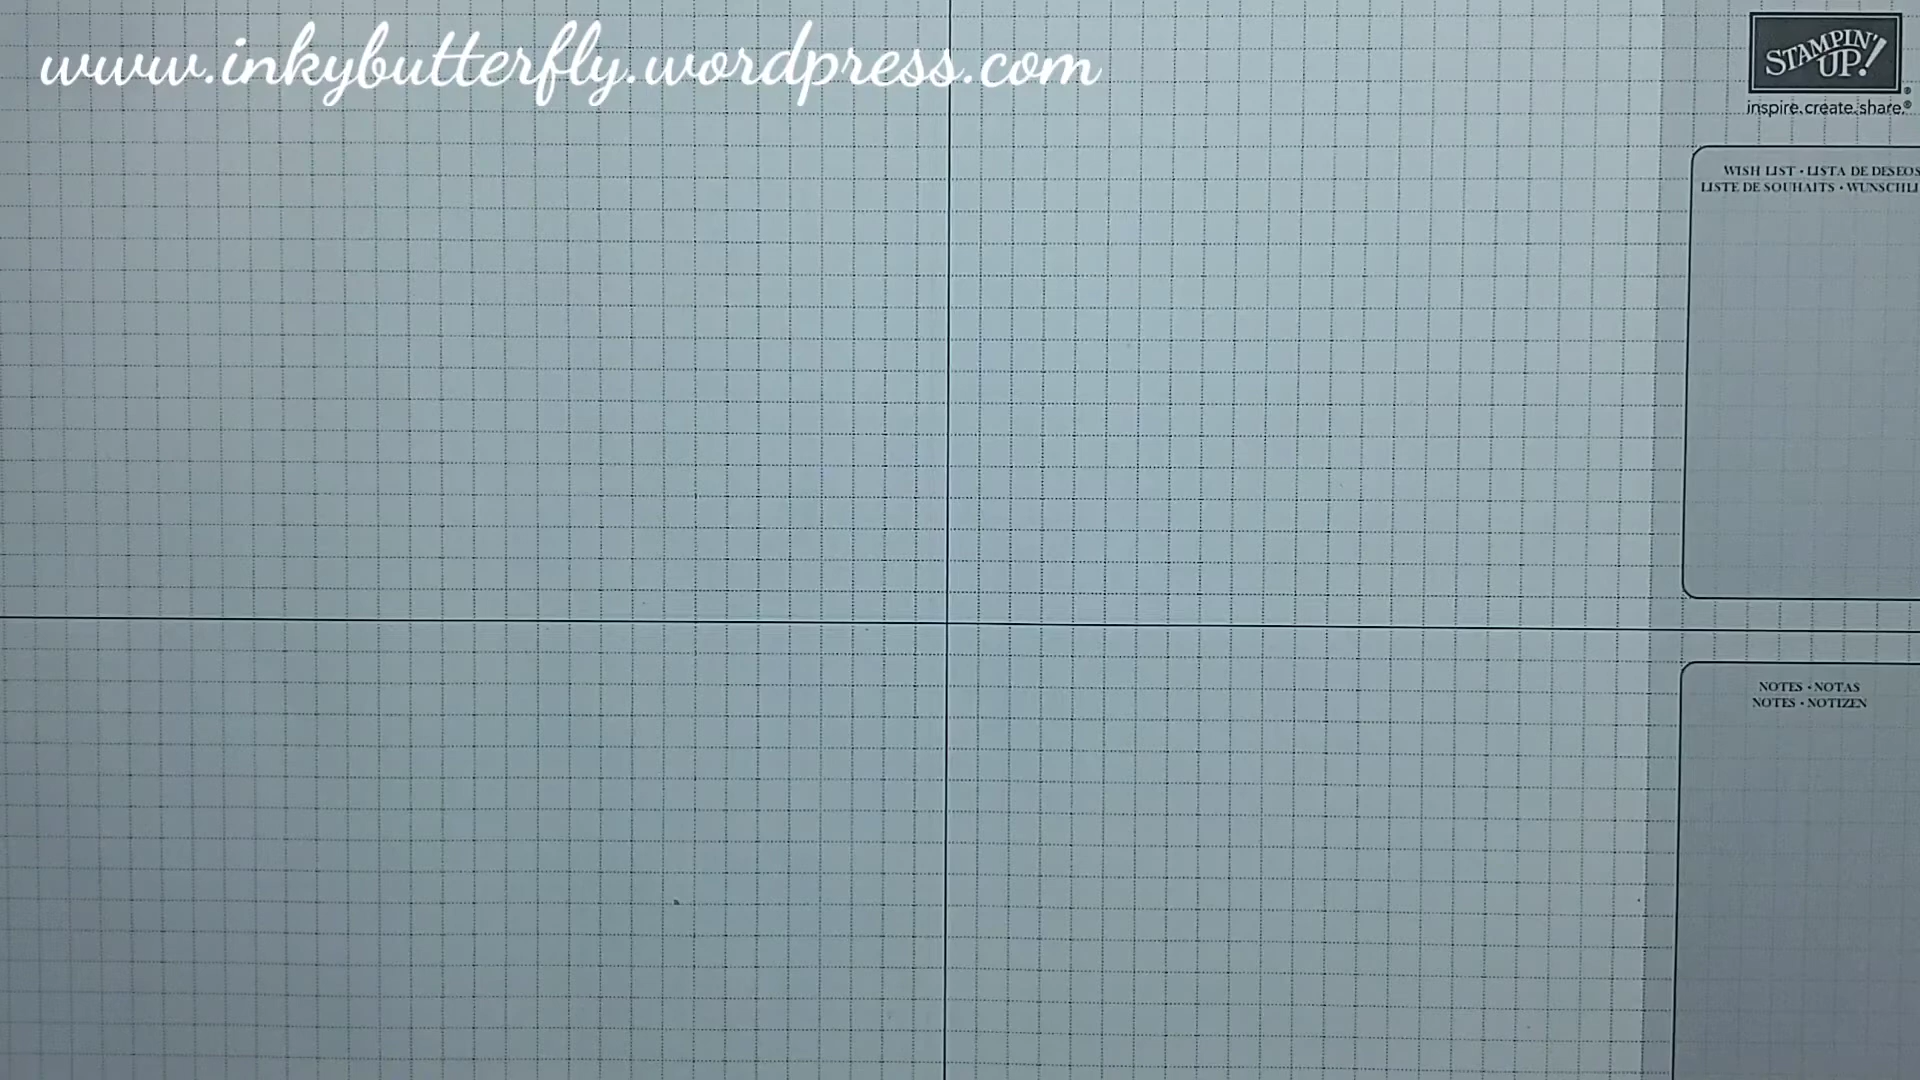 www.inkybutterfly.wordpress.com
STAMPIN' UP!®
inspire.create.share.®
WISH LIST • LISTA DE DESEOS
LISTE DE SOUHAITS •
NOTES • NOTAS
NOTES • NOTIZEN